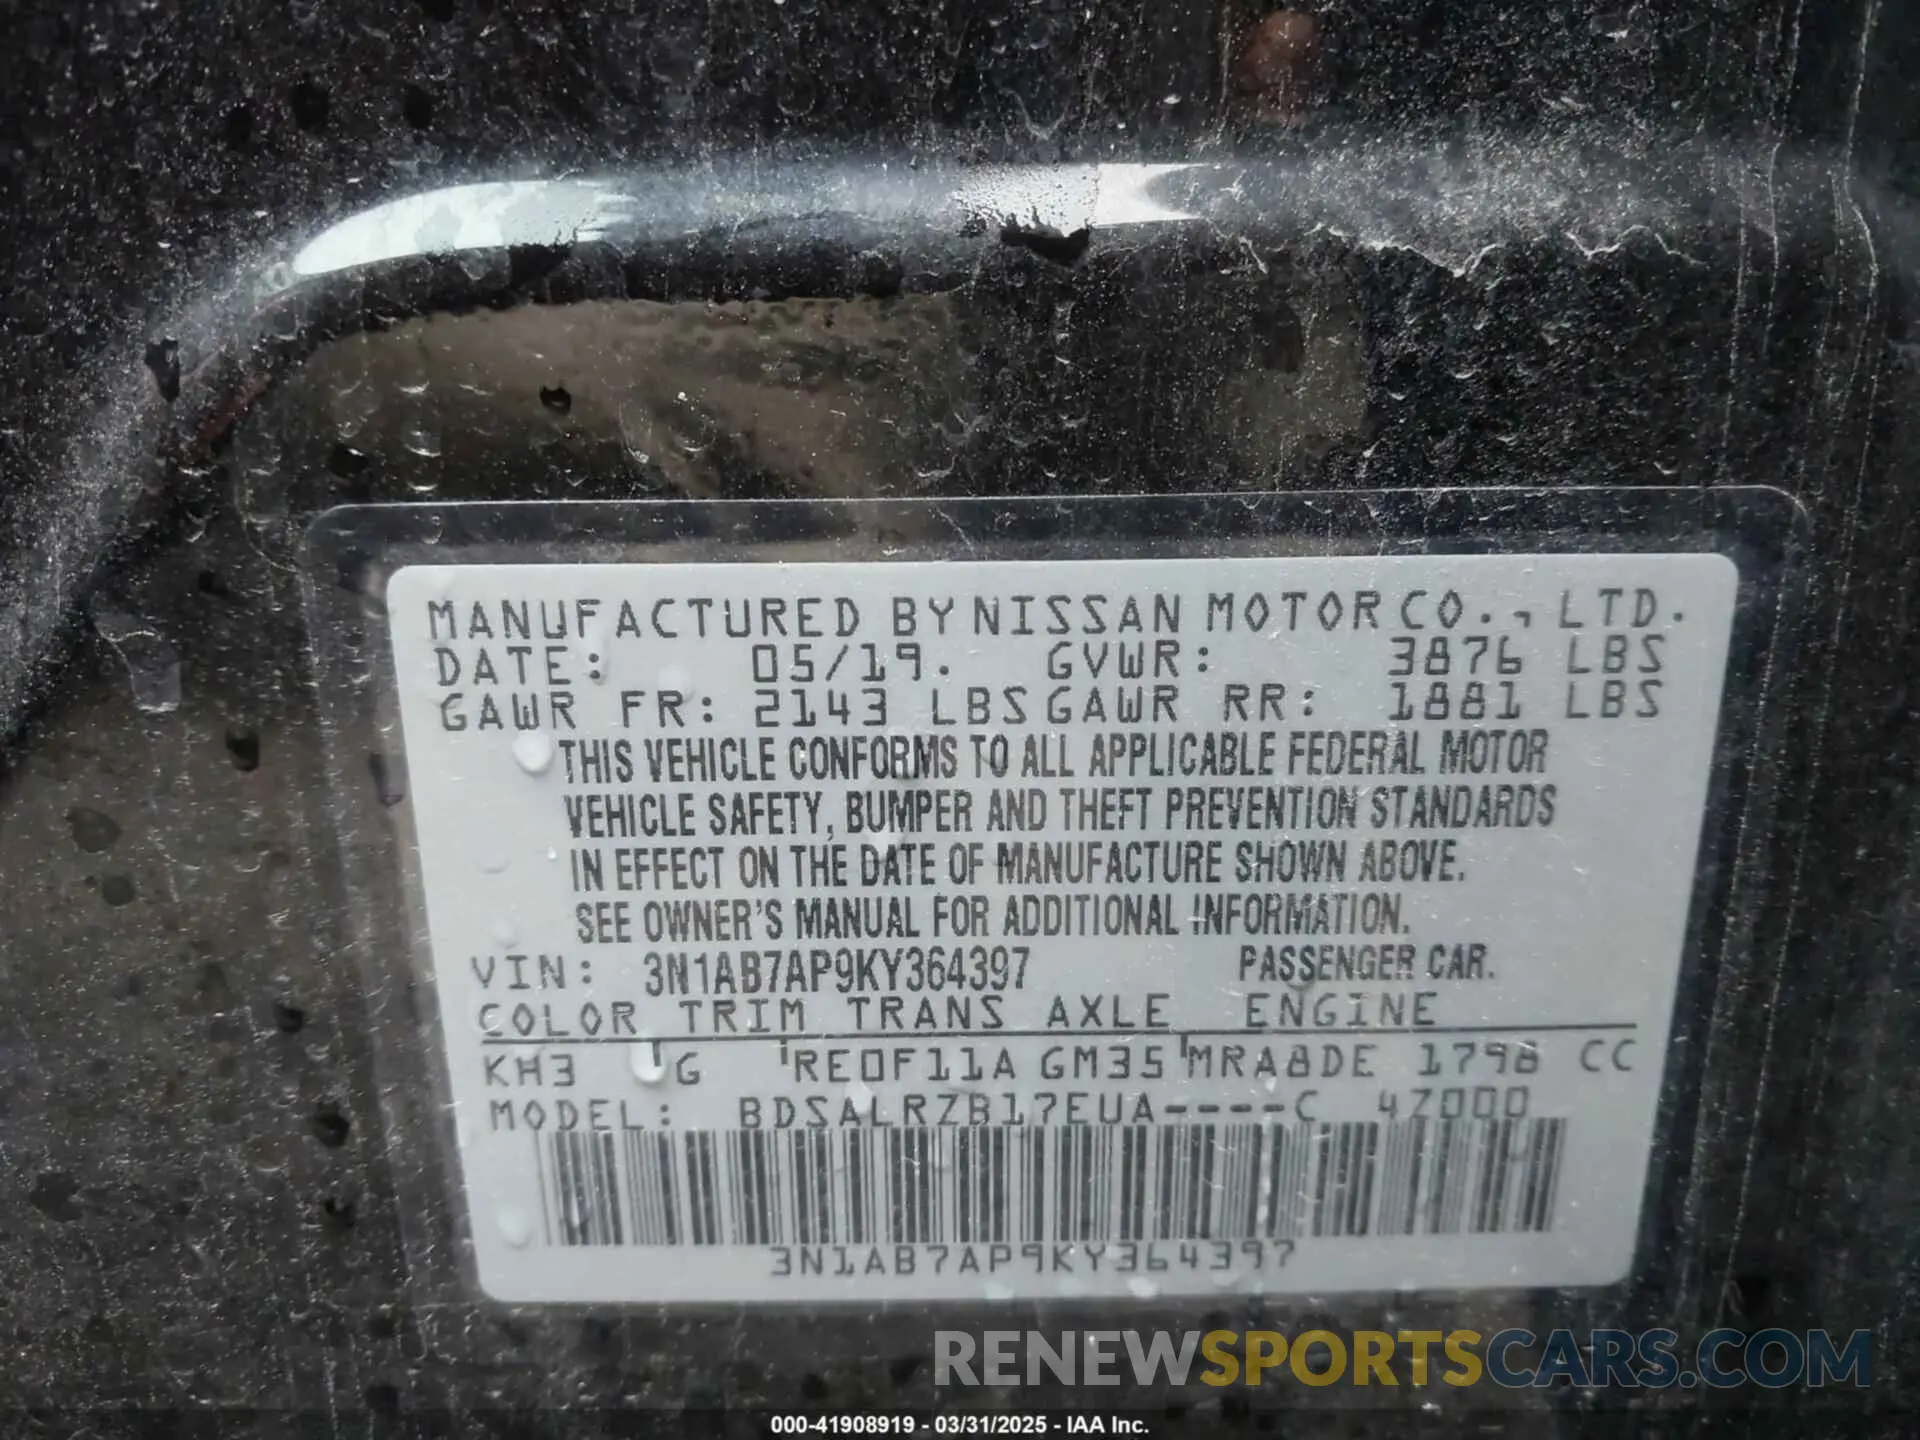 MANUFACTURED BY NISSAN MOTOR CO., LTD.
DATE: 05/19. GVWR: 3876 LBS
GAWR FR: 2143 LBS GAWR RR: 1881 LBS
THIS VEHICLE CONFORMS TO ALL APPLICABLE FEDERAL MOTOR
VEHICLE SAFETY, BUMPER AND THEFT PREVENTION STANDARDS
IN EFFECT ON THE DATE OF MANUFACTURE SHOWN ABOVE.
SEE OWNER'S MANUAL FOR ADDITIONAL INFORMATION.
VIN: 3N1AB7AP9KY364397 PASSENGER CAR.
COLOR TRIM TRANS AXLE ENGINE
KH3 G RE0F11A GM35 MRA8DE 1798 CC
MODEL: BDSALRZB17EUA----C 4Z000
3N1AB7AP9KY364397
RENEWSPORTSCARS.COM
000-41908919 - 03/31/2025 - IAA Inc.